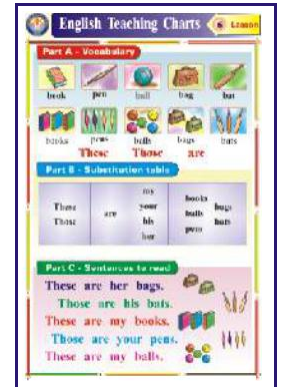 English Teaching Charts 6 Lesson
Part A - Vocabulary
book pen ball bag bat
books pens balls bags bats
These Those are
Part B - Substitution table
my
your
his
her
These
Those
are
books
balls
pens
bags
bats
Part C - Sentences to read
These are her bags.
Those are his bats.
These are my books.
Those are your pens.
These are my balls.